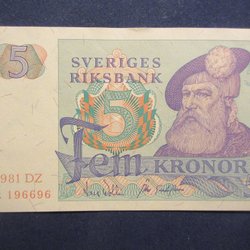 5
SVERIGES
RIKSBANK
5
Fem
KRONOR
1981 DZ
196696